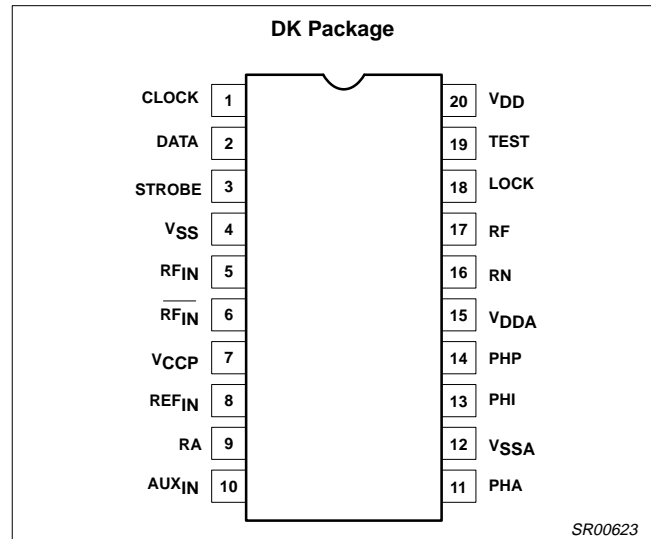 DK Package
CLOCK 1 20 VDD
DATA 2 19 TEST
STROBE 3 18 LOCK
VSS 4 17 RF
RFIN 5 16 RN
R̅F̅I̅N̅ 6 15 VDDA
VCCP 7 14 PHP
REFIN 8 13 PHI
RA 9 12 VSSA
AUXIN 10 11 PHA
SR00623